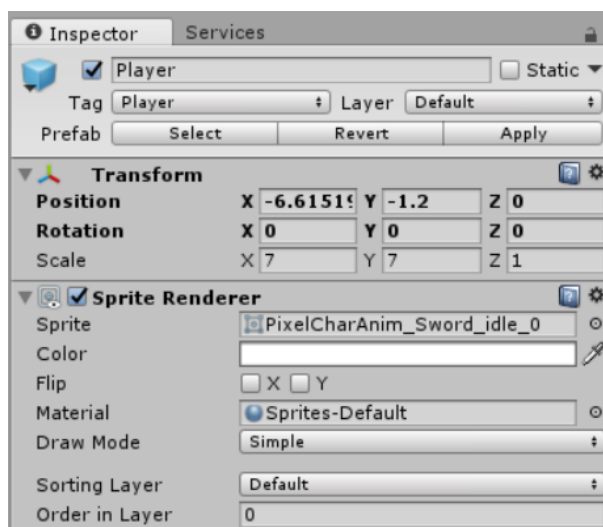 Inspector Services
Player Static
Tag Player Layer Default
Prefab Select Revert Apply
Transform
Position X -6.61519 Y -1.2 Z 0
Rotation X 0 Y 0 Z 0
Scale X 7 Y 7 Z 1
Sprite Renderer
Sprite PixelCharAnim_Sword_idle_0
Color
Flip X Y
Material Sprites-Default
Draw Mode Simple
Sorting Layer Default
Order in Layer 0